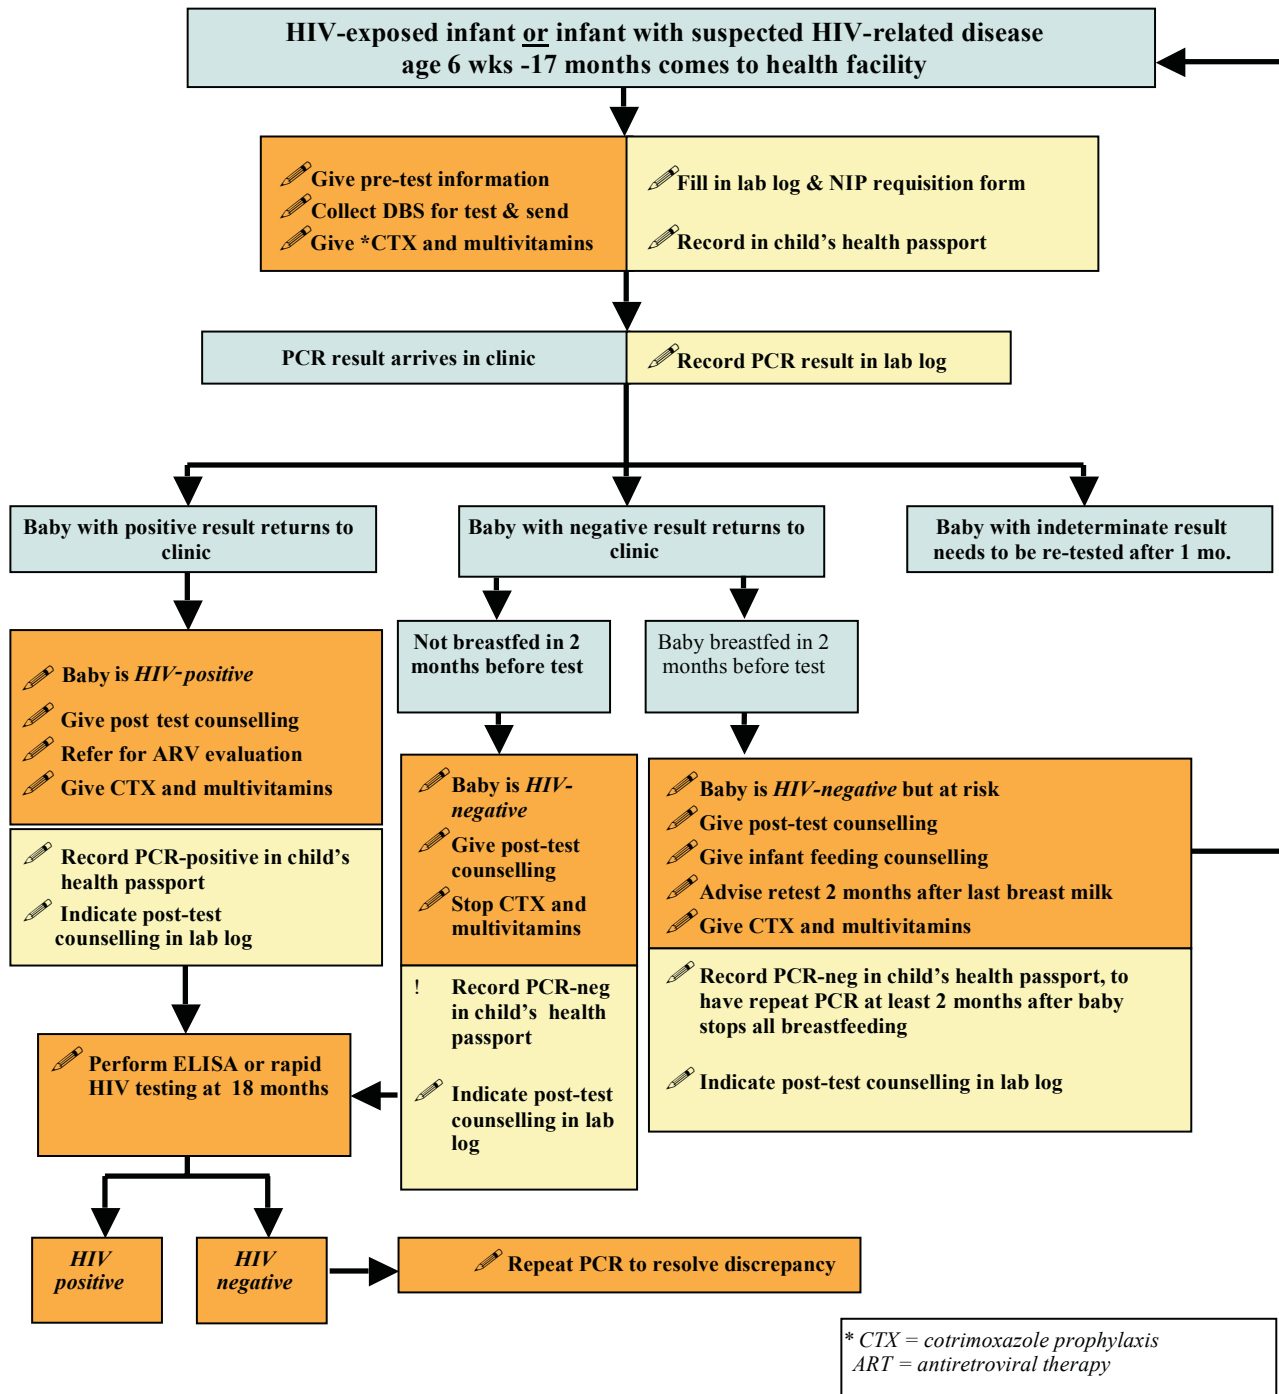 HIV-exposed infant or infant with suspected HIV-related disease
age 6 wks -17 months comes to health facility
Give pre-test information
Collect DBS for test & send
Give *CTX and multivitamins
Fill in lab log & NIP requisition form
Record in child's health passport
PCR result arrives in clinic
Record PCR result in lab log
Baby with positive result returns to
clinic
Baby with negative result returns to
clinic
Baby with indeterminate result
needs to be re-tested after 1 mo.
Not breastfed in 2
months before test
Baby breastfed in 2
months before test
Baby is HIV-positive
Give post test counselling
Refer for ARV evaluation
Give CTX and multivitamins
Record PCR-positive in child's
health passport
Indicate post-test
counselling in lab log
Baby is HIV-
negative
Give post-test
counselling
Stop CTX and
multivitamins
! Record PCR-neg
in child's health
passport
Indicate post-test
counselling in lab
log
Baby is HIV-negative but at risk
Give post-test counselling
Give infant feeding counselling
Advise retest 2 months after last breast milk
Give CTX and multivitamins
Record PCR-neg in child's health passport, to
have repeat PCR at least 2 months after baby
stops all breastfeeding
Indicate post-test counselling in lab log
Perform ELISA or rapid
HIV testing at 18 months
HIV
positive
HIV
negative
Repeat PCR to resolve discrepancy
* CTX = cotrimoxazole prophylaxis
ART = antiretroviral therapy